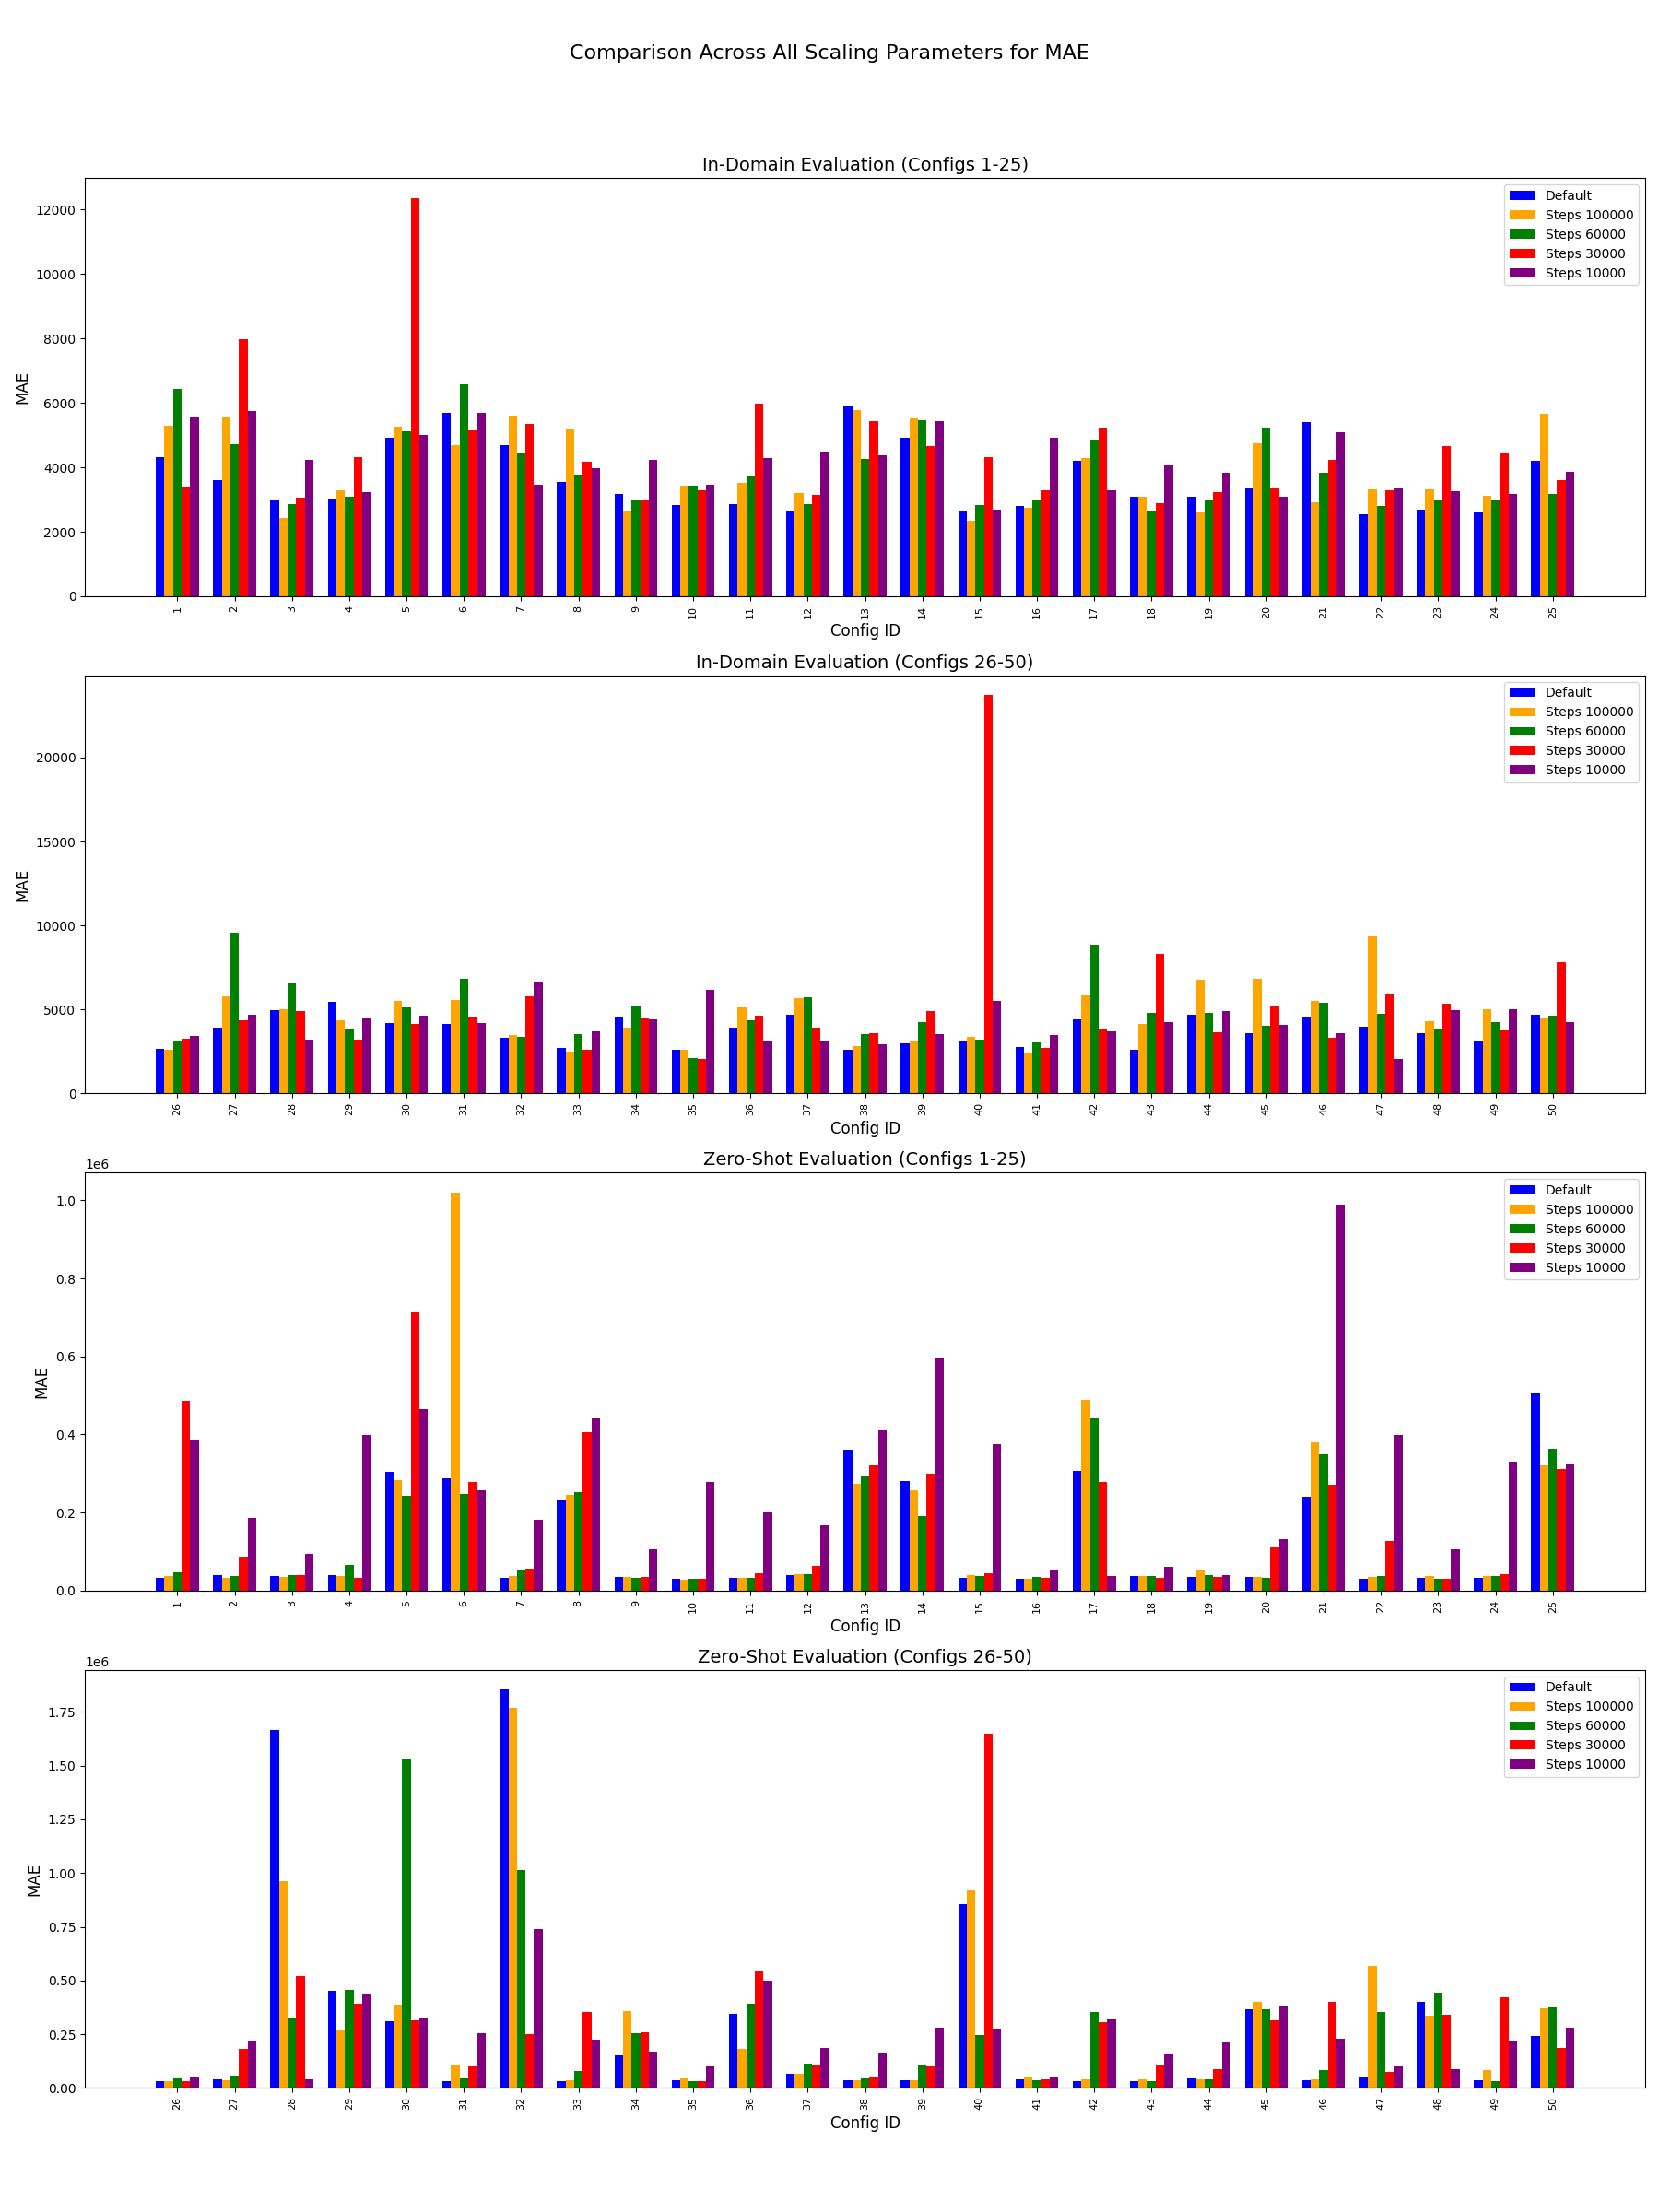 Comparison Across All Scaling Parameters for MAE
In-Domain Evaluation (Configs 1-25)
12000
10000
8000
6000
4000
2000
0
MAE
Default
Steps 100000
Steps 60000
Steps 30000
Steps 10000
1 2 3 4 5 6 7 8 9 10 11 12 13 14 15 16 17 18 19 20 21 22 23 24 25
Config ID
In-Domain Evaluation (Configs 26-50)
20000
15000
10000
5000
0
MAE
Default
Steps 100000
Steps 60000
Steps 30000
Steps 10000
26 27 28 29 30 31 32 33 34 35 36 37 38 39 40 41 42 43 44 45 46 47 48 49 50
Config ID
Zero-Shot Evaluation (Configs 1-25)
1e6
1.0
0.8
0.6
0.4
0.2
0.0
MAE
Default
Steps 100000
Steps 60000
Steps 30000
Steps 10000
1 2 3 4 5 6 7 8 9 10 11 12 13 14 15 16 17 18 19 20 21 22 23 24 25
Config ID
Zero-Shot Evaluation (Configs 26-50)
1e6
1.75
1.50
1.25
1.00
0.75
0.50
0.25
0.00
MAE
Default
Steps 100000
Steps 60000
Steps 30000
Steps 10000
26 27 28 29 30 31 32 33 34 35 36 37 38 39 40 41 42 43 44 45 46 47 48 49 50
Config ID